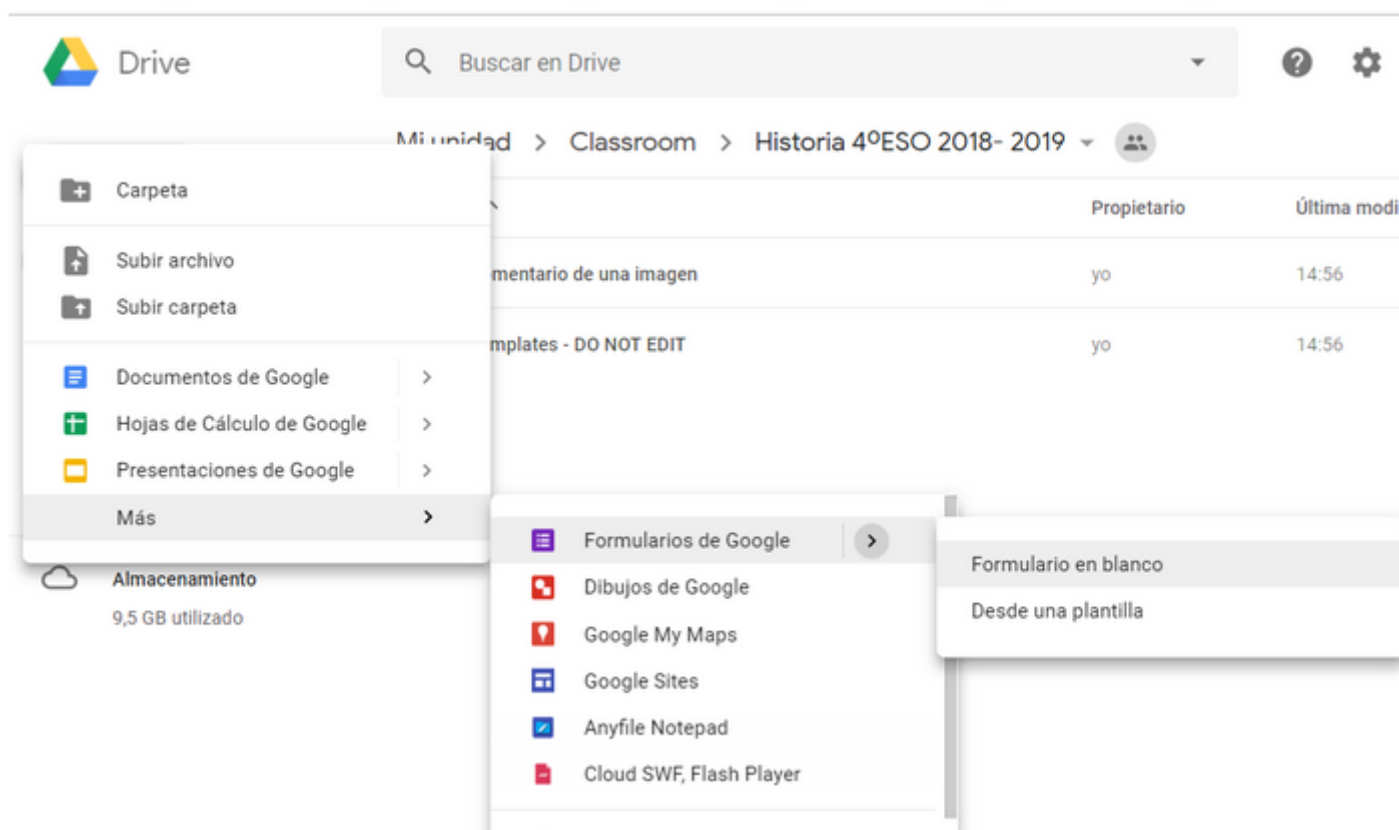 Drive
Buscar en Drive
Mi unidad > Classroom > Historia 4ºESO 2018- 2019
Propietario
Última modi
mentario de una imagen
yo
14:56
mplates - DO NOT EDIT
yo
14:56
Carpeta
Subir archivo
Subir carpeta
Documentos de Google
Hojas de Cálculo de Google
Presentaciones de Google
Más
Formularios de Google
Dibujos de Google
Google My Maps
Google Sites
Anyfile Notepad
Cloud SWF, Flash Player
Formulario en blanco
Desde una plantilla
Almacenamiento
9,5 GB utilizado